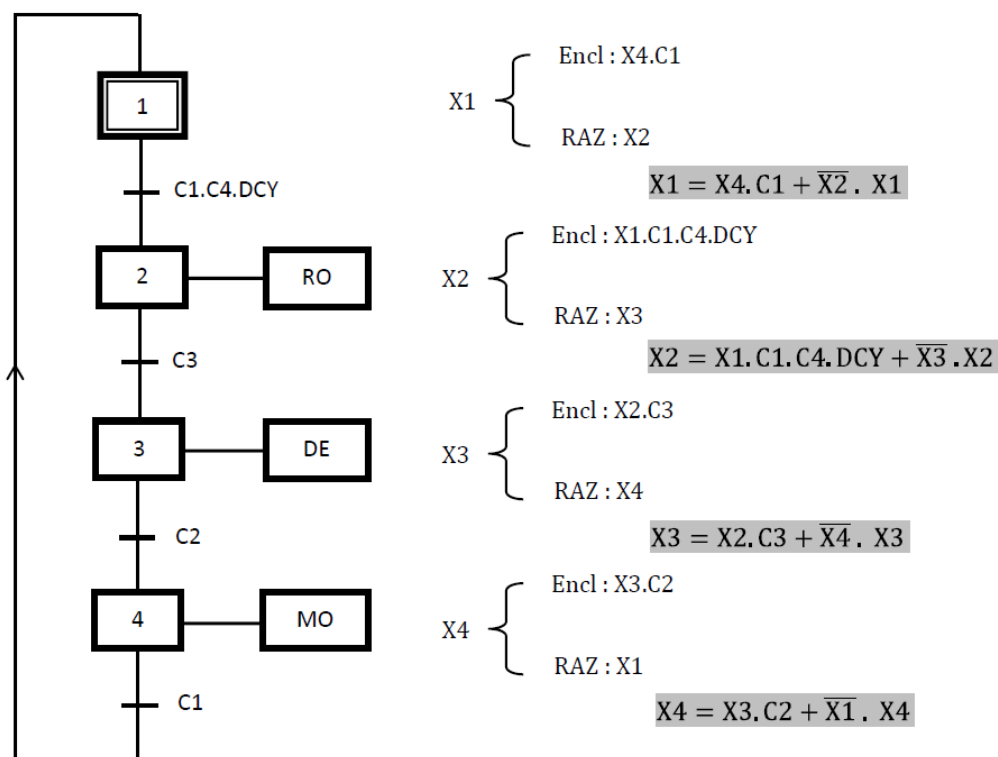 1
C1.C4.DCY
2
RO
C3
3
DE
C2
4
MO
C1
X1
Encl : X4.C1
RAZ : X2
X1 = X4.C1 + X̅2̅ . X1
X2
Encl : X1.C1.C4.DCY
RAZ : X3
X2 = X1.C1.C4.DCY + X̅3̅ .X2
X3
Encl : X2.C3
RAZ : X4
X3 = X2.C3 + X̅4̅ . X3
X4
Encl : X3.C2
RAZ : X1
X4 = X3.C2 + X̅1̅ . X4